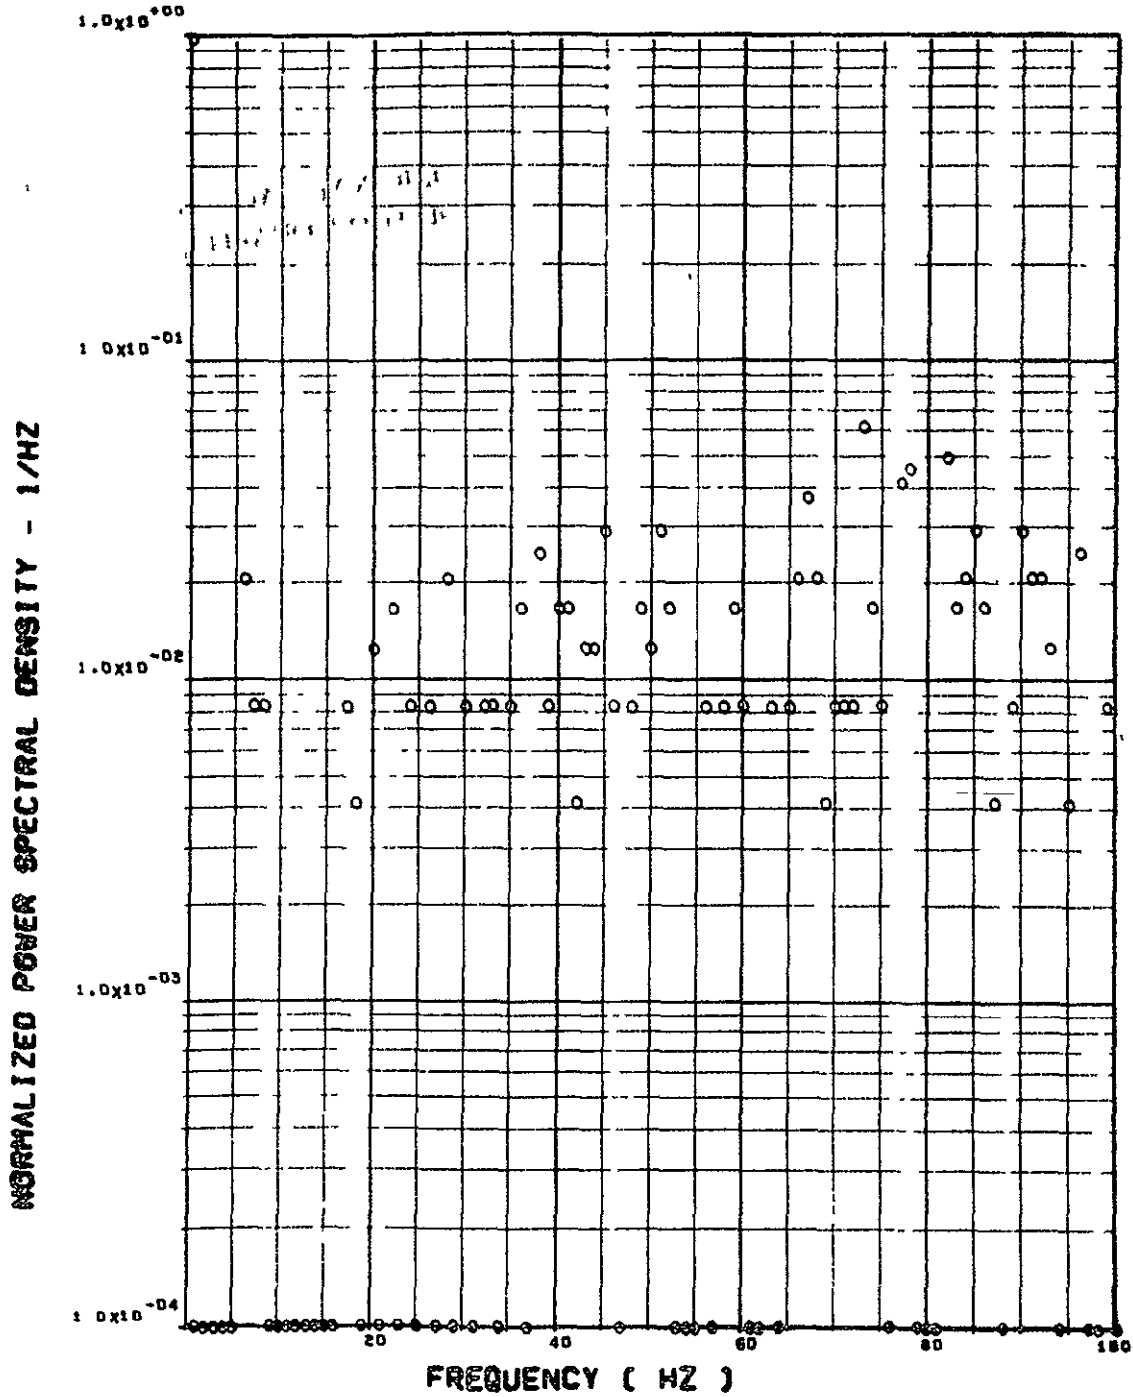 1.0X10+00
1 0X10-01
1.0X10-02
1.0X10-03
1 0X10-04
NORMALIZED POWER SPECTRAL DENSITY - 1/HZ
20
40
60
80
100
FREQUENCY ( HZ )